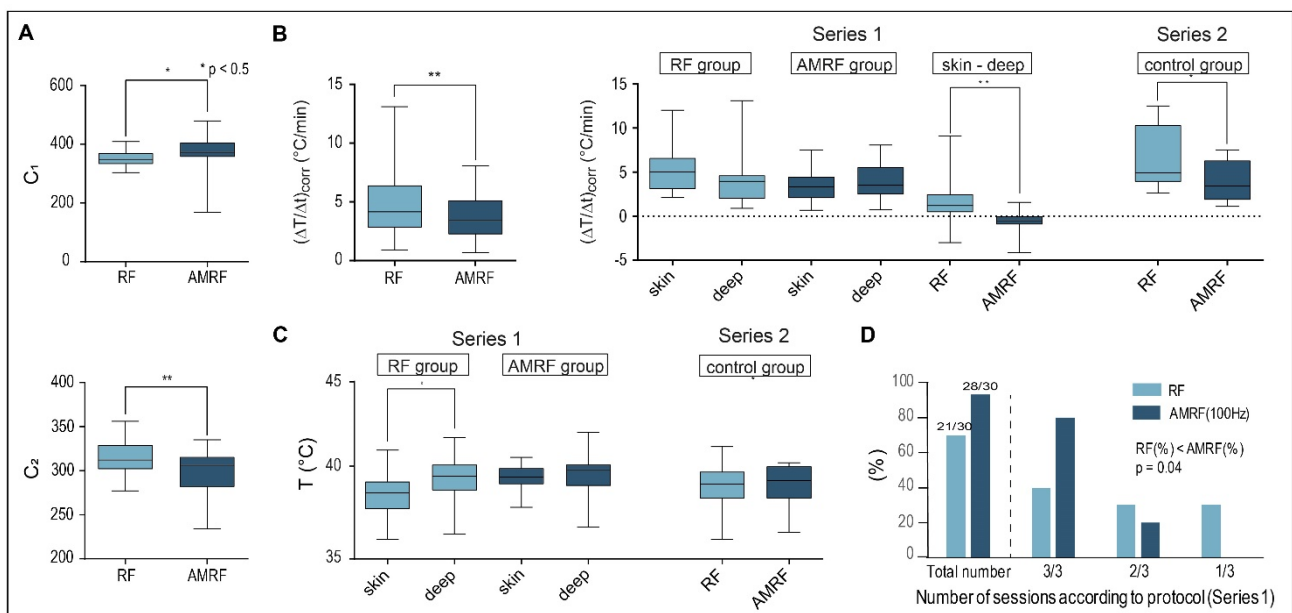 A
* * p < 0.5
600
400
200
0
C₁
RF AMRF
B
**
15
10
5
0
(ΔT/Δt)corr (°C/min)
RF AMRF
Series 1 Series 2
RF group AMRF group skin - deep control group
**
*
15
10
5
0
-5
(ΔT/Δt)corr (°C/min)
skin deep skin deep RF AMRF RF AMRF
**
400
350
300
250
200
C₂
RF AMRF
C
Series 1 Series 2
RF group AMRF group control group
45
40
35
T (°C)
skin deep skin deep RF AMRF
D
100
80
60
40
20
0
(%)
21/30
28/30
RF
AMRF(100Hz)
RF(%) < AMRF(%)
p = 0.04
Total number 3/3 2/3 1/3
Number of sessions according to protocol (Series 1)